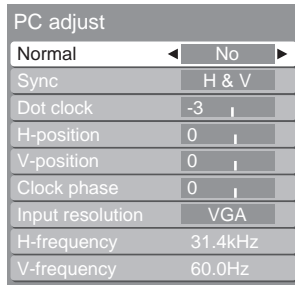 PC adjust
Normal No
Sync H & V
Dot clock -3
H-position 0
V-position 0
Clock phase 0
Input resolution VGA
H-frequency 31.4kHz
V-frequency 60.0Hz